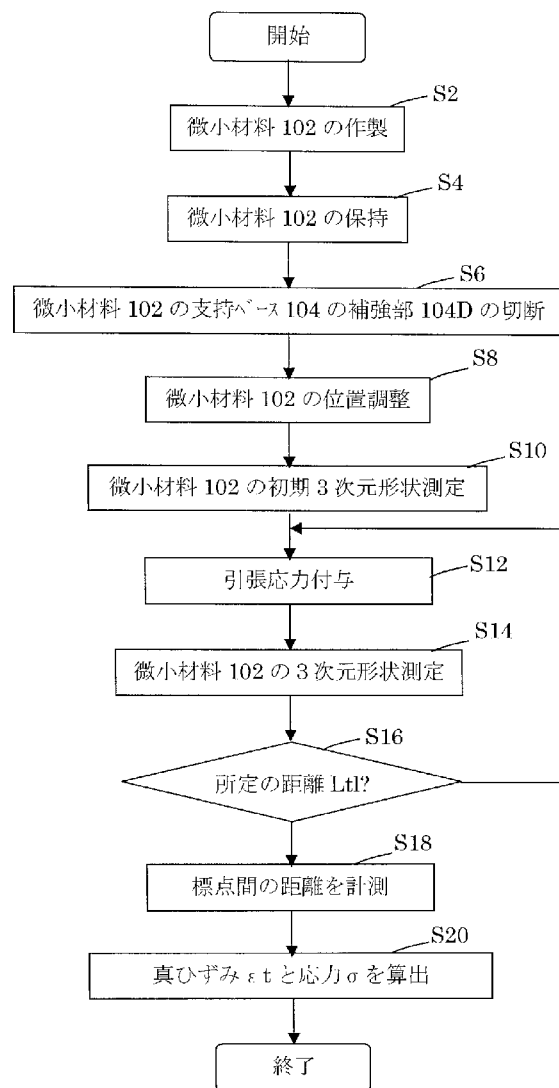 開始
S2
微小材料 102 の作製
S4
微小材料 102 の保持
S6
微小材料 102 の支持ベース 104 の補強部 104D の切断
S8
微小材料 102 の位置調整
S10
微小材料 102 の初期 3 次元形状測定
S12
引張応力付与
S14
微小材料 102 の 3 次元形状測定
S16
所定の距離 Ltl?
S18
標点間の距離を計測
S20
真ひずみ εt と応力 σ を算出
終了